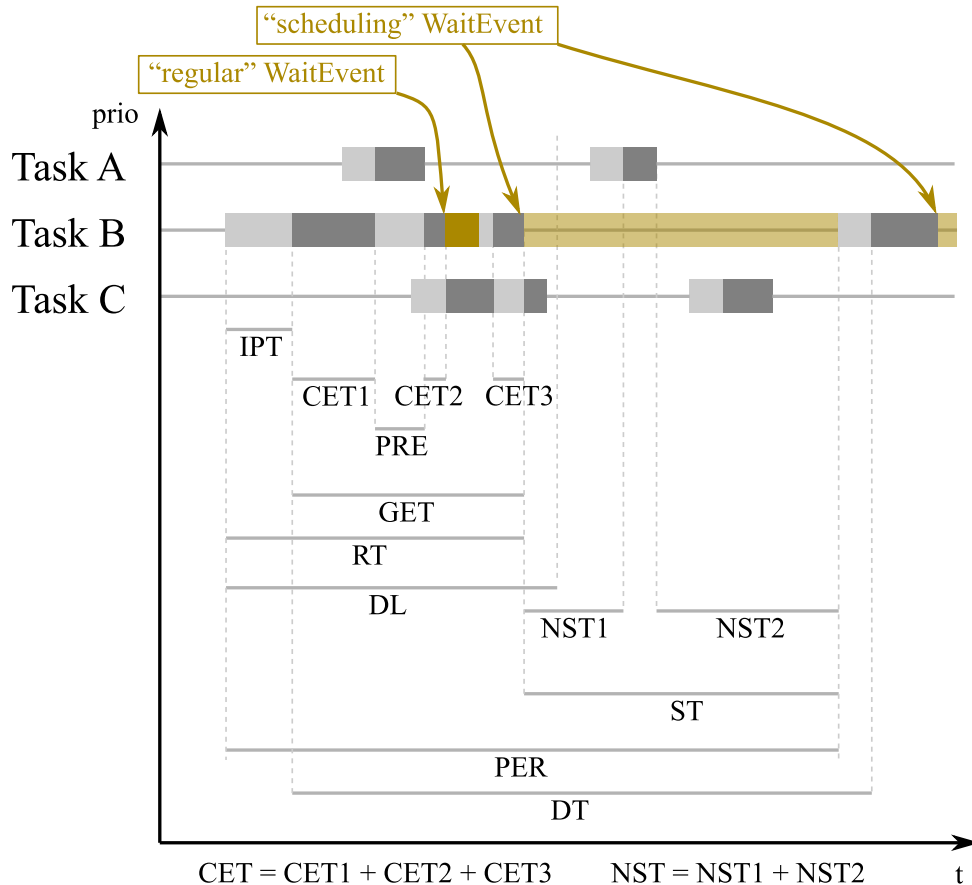 “scheduling” WaitEvent
“regular” WaitEvent
prio
Task A
Task B
Task C
IPT
CET1 CET2 CET3
PRE
GET
RT
DL
NST1 NST2
ST
PER
DT
CET = CET1 + CET2 + CET3 NST = NST1 + NST2 t